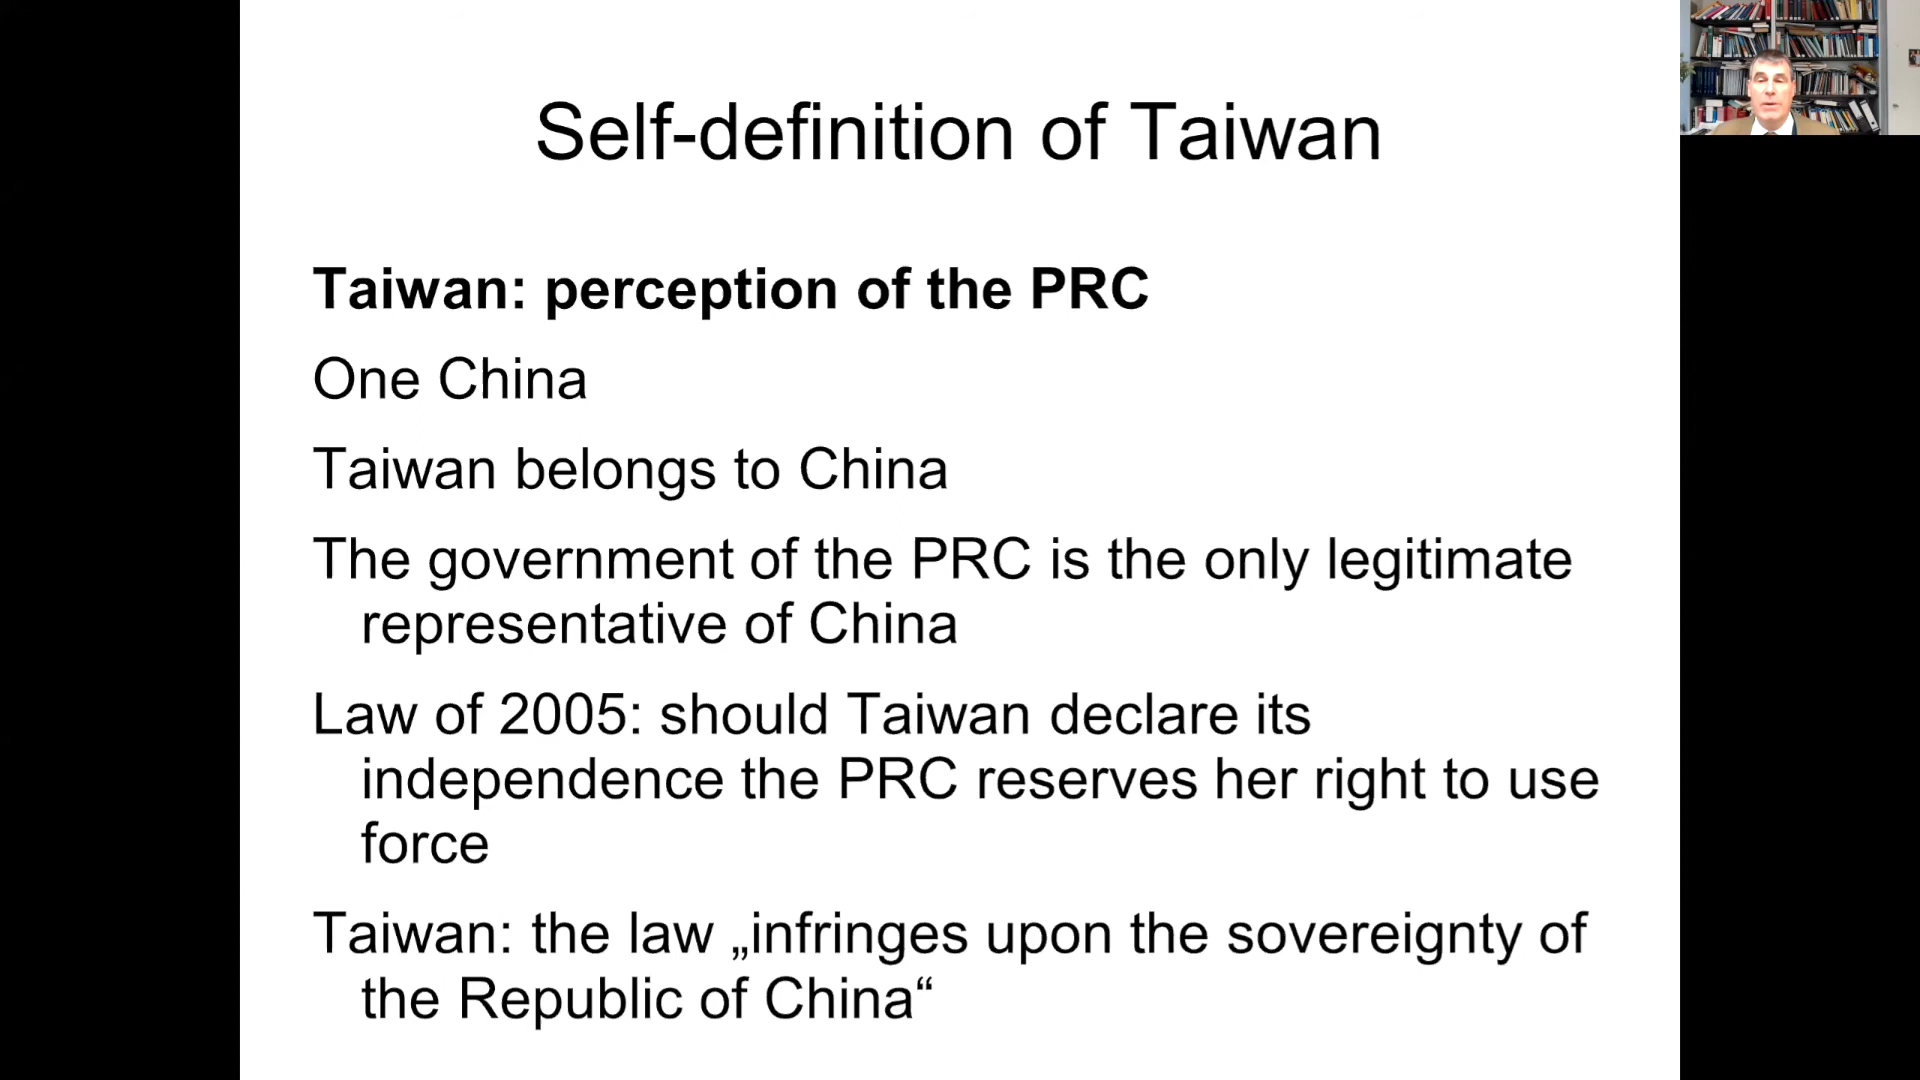 Self-definition of Taiwan
Taiwan: perception of the PRC
One China
Taiwan belongs to China
The government of the PRC is the only legitimate
representative of China
Law of 2005: should Taiwan declare its
independence the PRC reserves her right to use
force
Taiwan: the law „infringes upon the sovereignty of
the Republic of China“